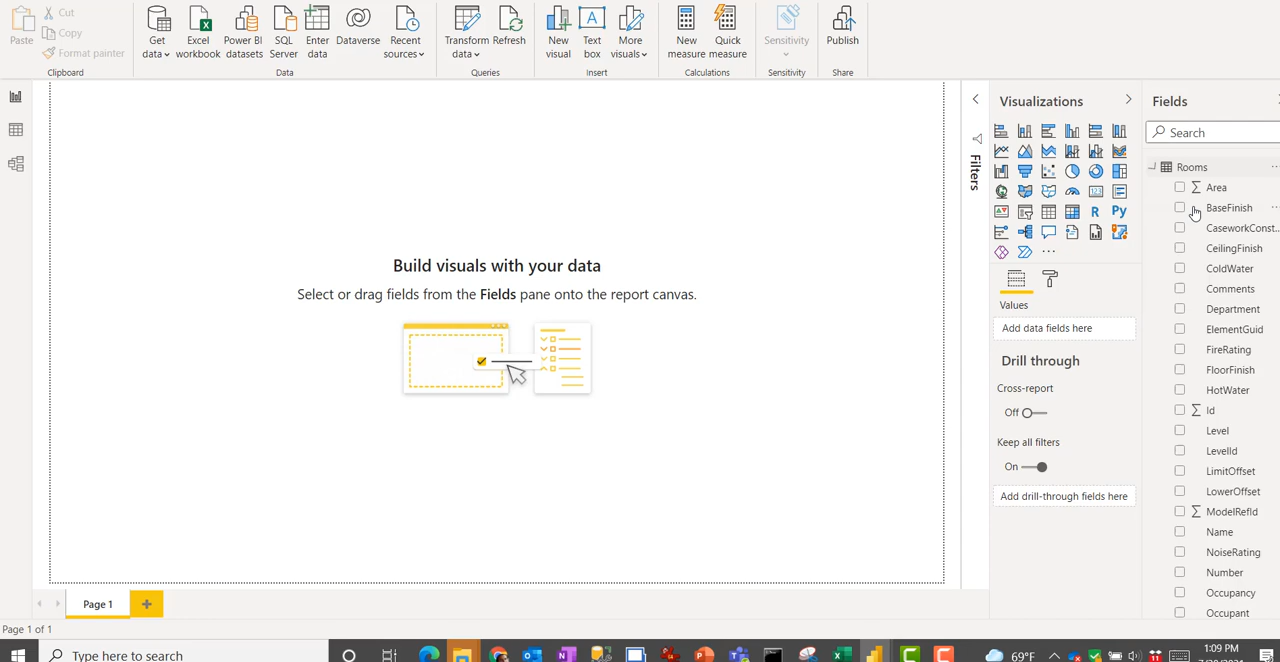 Cut
Copy
Paste
Format painter
Clipboard
Get data
Excel workbook
Power BI datasets
SQL Server
Enter data
Dataverse
Recent sources
Data
Transform data
Refresh
Queries
New visual
Text box
More visuals
Insert
New measure
Quick measure
Calculations
Sensitivity
Sensitivity
Publish
Share
Filters
Visualizations
R
Py
Values
Add data fields here
Drill through
Cross-report
Off
Keep all filters
On
Add drill-through fields here
Fields
Search
Rooms
Area
BaseFinish
CaseworkConst...
CeilingFinish
ColdWater
Comments
Department
ElementGuid
FireRating
FloorFinish
HotWater
Id
Level
LevelId
LimitOffset
LowerOffset
ModelRefId
Name
NoiseRating
Number
Occupancy
Occupant
Build visuals with your data
Select or drag fields from the Fields pane onto the report canvas.
Page 1
Page 1 of 1
Type here to search
69°F
1:09 PM